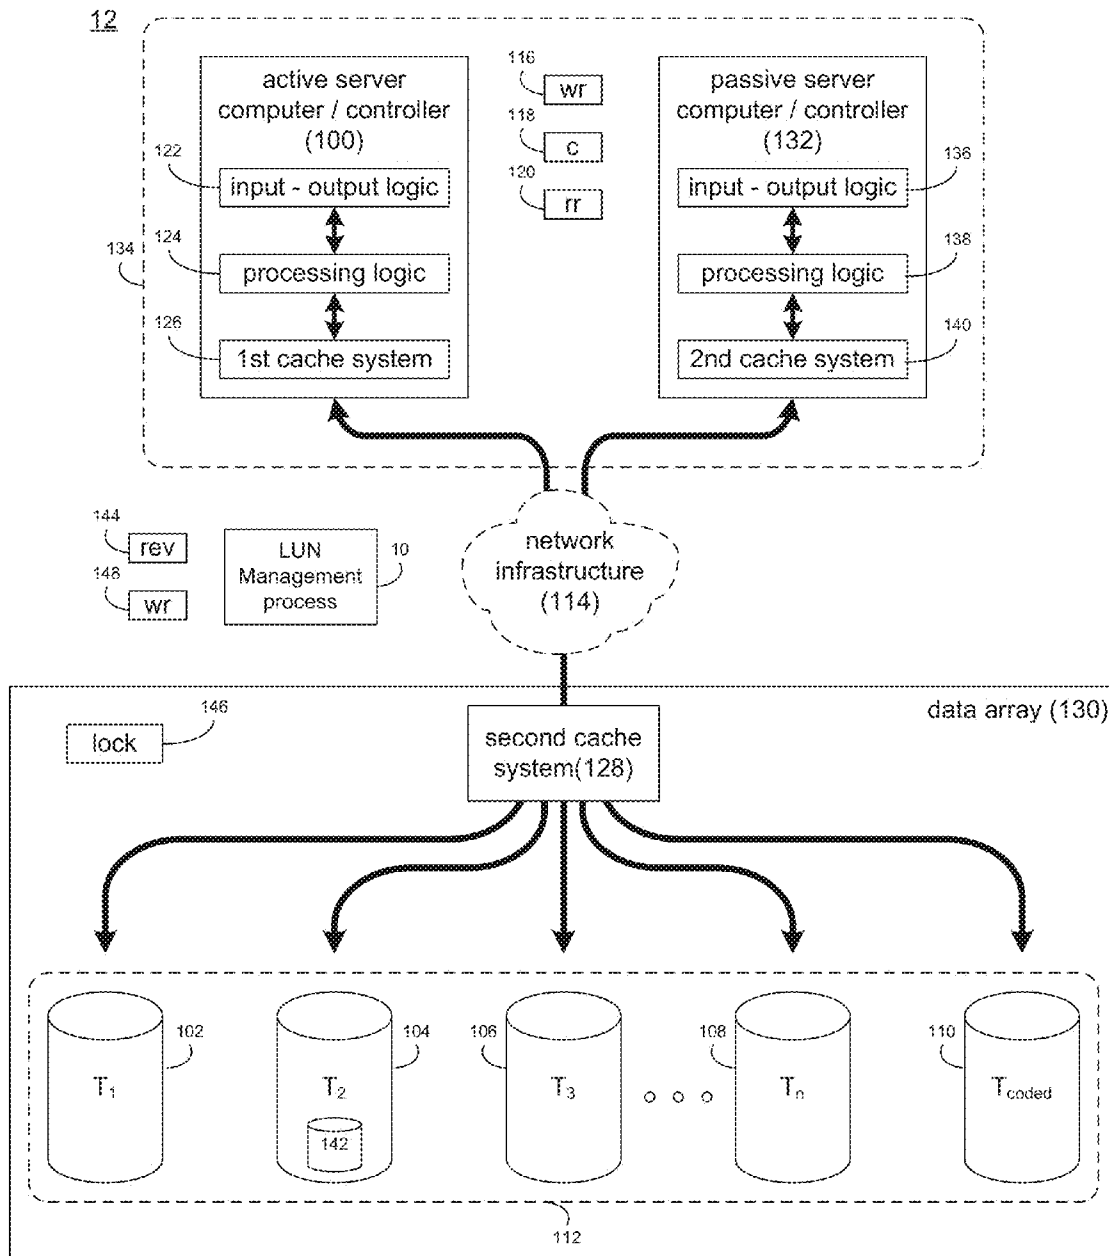 12
active server
computer / controller
(100)
122
input - output logic
124
processing logic
126
1st cache system
134
116
wr
118
c
120
rr
passive server
computer / controller
(132)
136
input - output logic
138
processing logic
140
2nd cache system
144
rev
148
wr
LUN
Management
process
10
network
infrastructure
(114)
data array (130)
146
lock
second cache
system(128)
102
T1
104
T2
142
106
T3
108
Tn
110
Tcoded
112